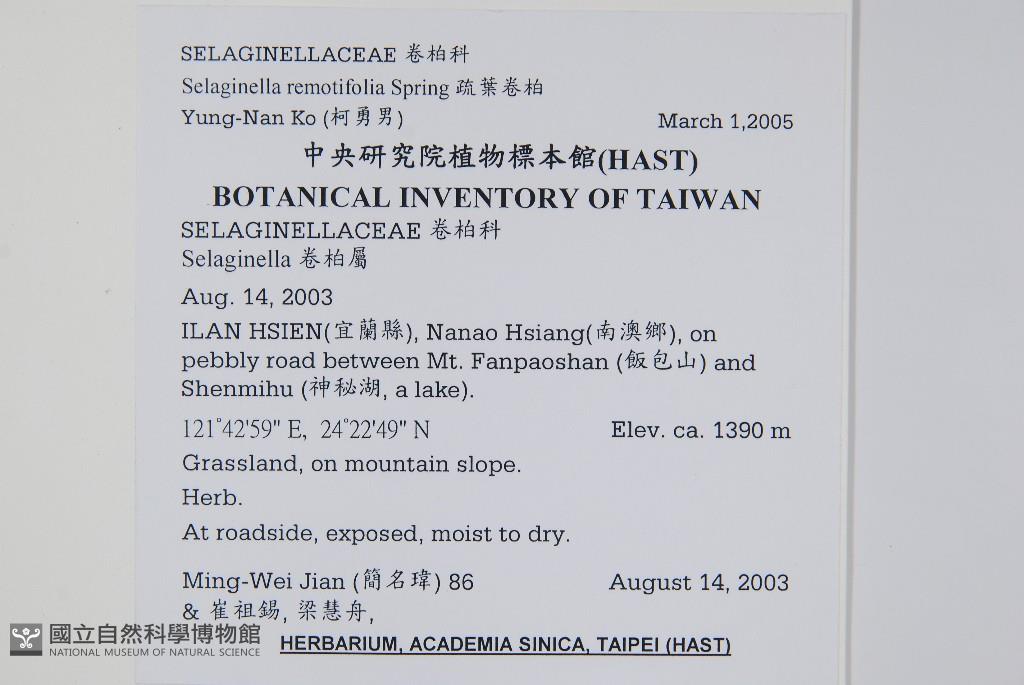 SELAGINELLACEAE 卷柏科
Selaginella remotifolia Spring 疏葉卷柏
Yung-Nan Ko (柯勇男) March 1,2005
中央研究院植物標本館(HAST)
BOTANICAL INVENTORY OF TAIWAN
SELAGINELLACEAE 卷柏科
Selaginella 卷柏屬
Aug. 14, 2003
ILAN HSIEN(宜蘭縣), Nanao Hsiang(南澳鄉), on
pebbly road between Mt. Fanpaoshan (飯包山) and
Shenmihu (神秘湖, a lake).
121°42'59" E, 24°22'49" N Elev. ca. 1390 m
Grassland, on mountain slope.
Herb.
At roadside, exposed, moist to dry.
Ming-Wei Jian (簡名瑋) 86 August 14, 2003
& 崔祖錫, 梁慧舟,
HERBARIUM, ACADEMIA SINICA, TAIPEI (HAST)
國立自然科學博物館
NATIONAL MUSEUM OF NATURAL SCIENCE